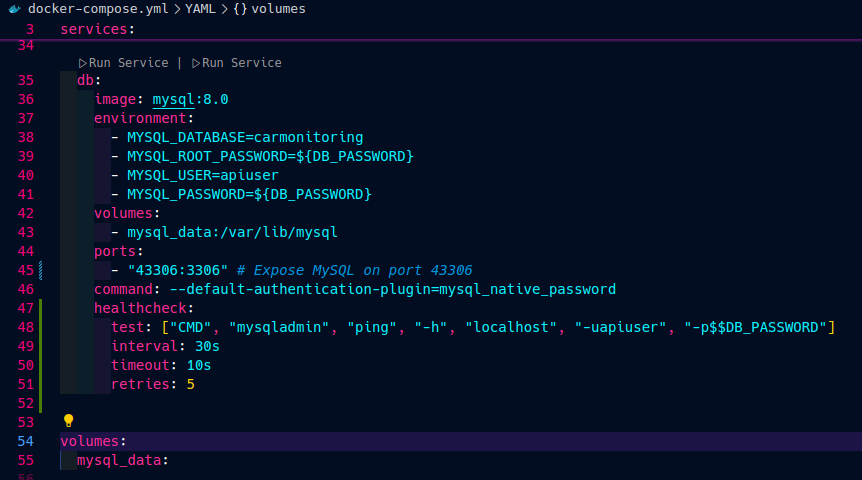 docker-compose.yml > YAML > {} volumes
3 services:
34
▷Run Service | ▷Run Service
35 db:
36 image: mysql:8.0
37 environment:
38 - MYSQL_DATABASE=carmonitoring
39 - MYSQL_ROOT_PASSWORD=${DB_PASSWORD}
40 - MYSQL_USER=apiuser
41 - MYSQL_PASSWORD=${DB_PASSWORD}
42 volumes:
43 - mysql_data:/var/lib/mysql
44 ports:
45 - "43306:3306" # Expose MySQL on port 43306
46 command: --default-authentication-plugin=mysql_native_password
47 healthcheck:
48 test: ["CMD", "mysqladmin", "ping", "-h", "localhost", "-uapiuser", "-p$$DB_PASSWORD"]
49 interval: 30s
50 timeout: 10s
51 retries: 5
52
53
54 volumes:
55 mysql_data: